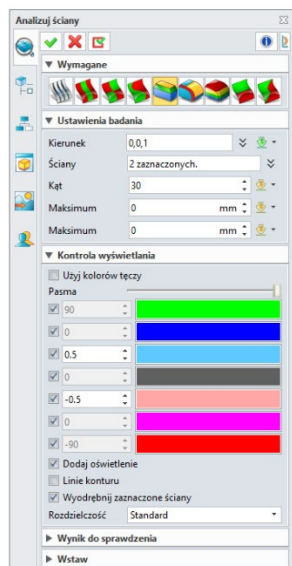 Analizuj ściany
Wymagane
Ustawienia badania
Kierunek 0,0,1
Ściany 2 zaznaczonych.
Kąt 30
Maksimum 0 mm
Maksimum 0 mm
Kontrola wyświetlania
Użyj kolorów tęczy
Pasma
90
0
0.5
0
-0.5
0
-90
Dodaj oświetlenie
Linie konturu
Wyodrębnij zaznaczone ściany
Rozdzielczość Standard
Wynik do sprawdzenia
Wstaw